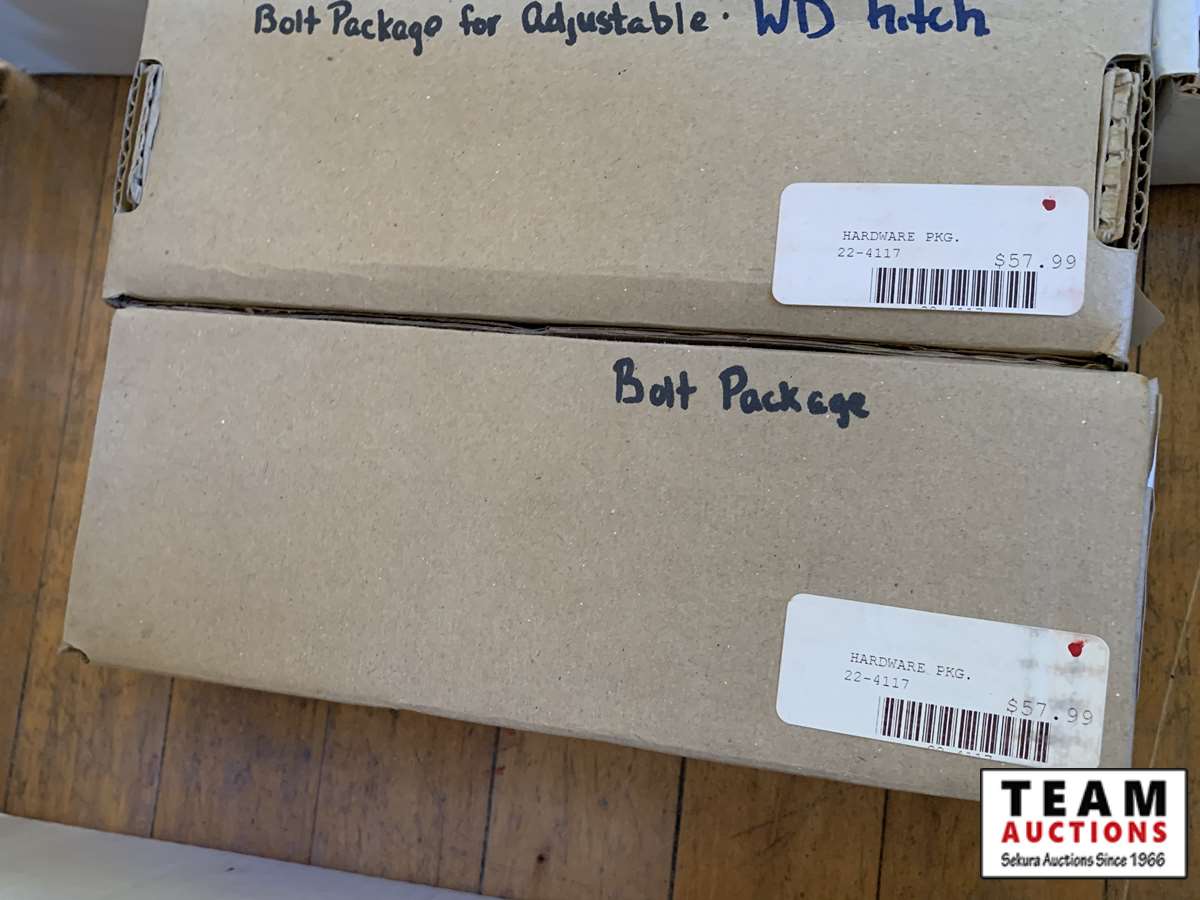 Bolt Package for Adjustable. WD hitch
HARDWARE PKG.
22-4117
$57.99
Bolt Package
HARDWARE PKG.
22-4117
$57.99
TEAM
AUCTIONS
Sekura Auctions Since 1966